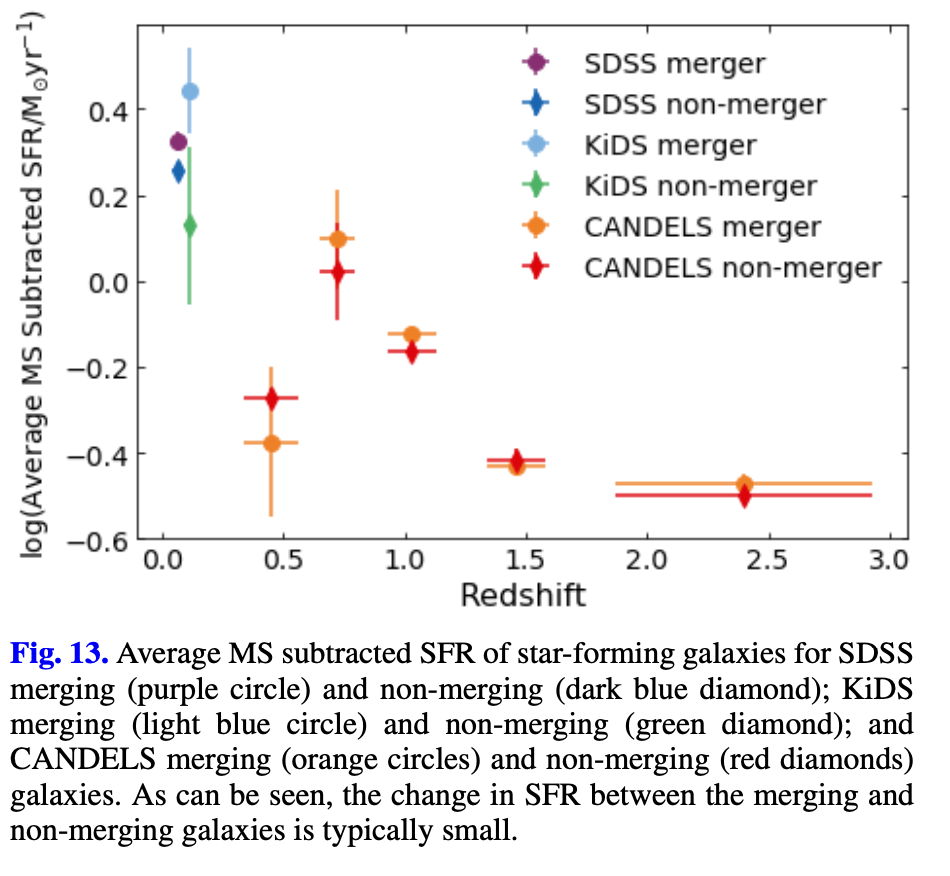 log(Average MS Subtracted SFR/M⊙yr⁻¹)
0.4
0.2
0.0
−0.2
−0.4
−0.6
SDSS merger
SDSS non-merger
KiDS merger
KiDS non-merger
CANDELS merger
CANDELS non-merger
0.0 0.5 1.0 1.5 2.0 2.5 3.0
Redshift
Fig. 13. Average MS subtracted SFR of star-forming galaxies for SDSS
merging (purple circle) and non-merging (dark blue diamond); KiDS
merging (light blue circle) and non-merging (green diamond); and
CANDELS merging (orange circles) and non-merging (red diamonds)
galaxies. As can be seen, the change in SFR between the merging and
non-merging galaxies is typically small.